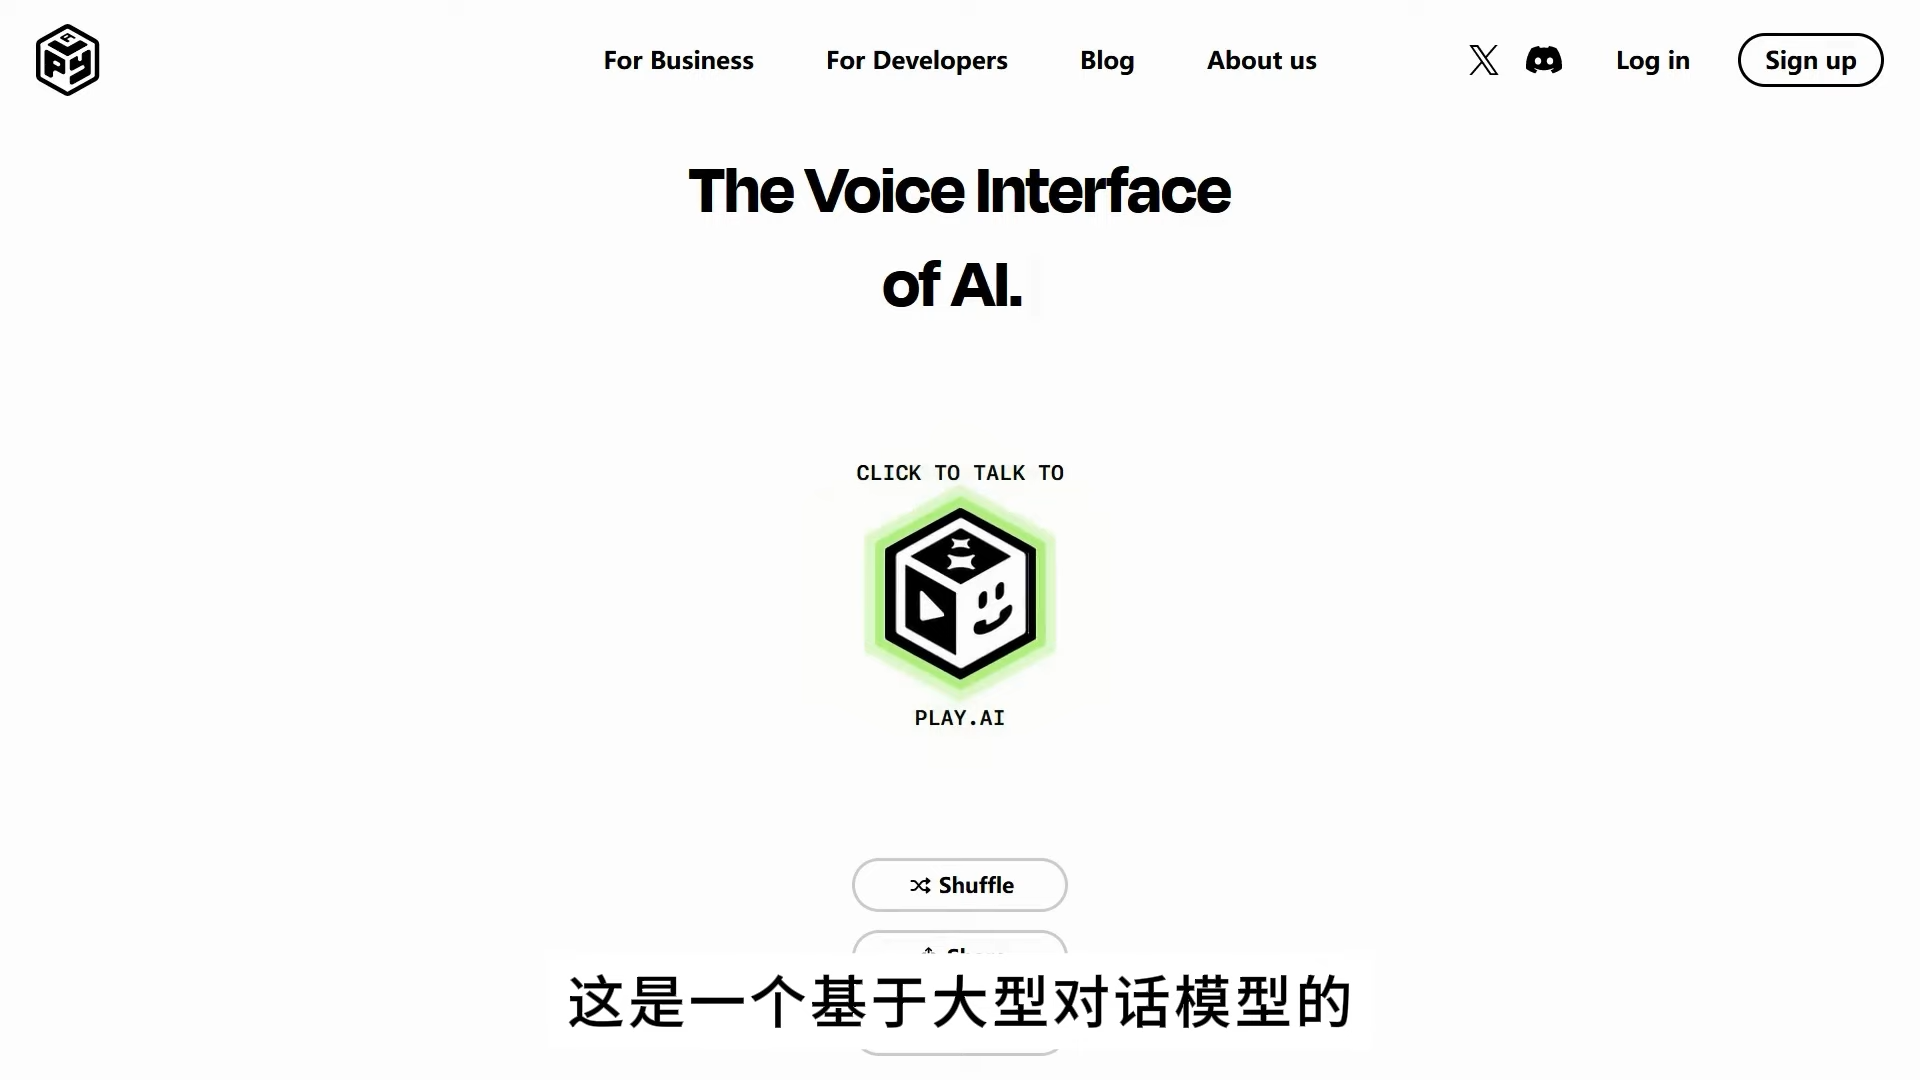 For Business
For Developers
Blog
About us
Log in
Sign up
The Voice Interface
of AI.
CLICK TO TALK TO
PLAY.AI
Shuffle
这是一个基于大型对话模型的